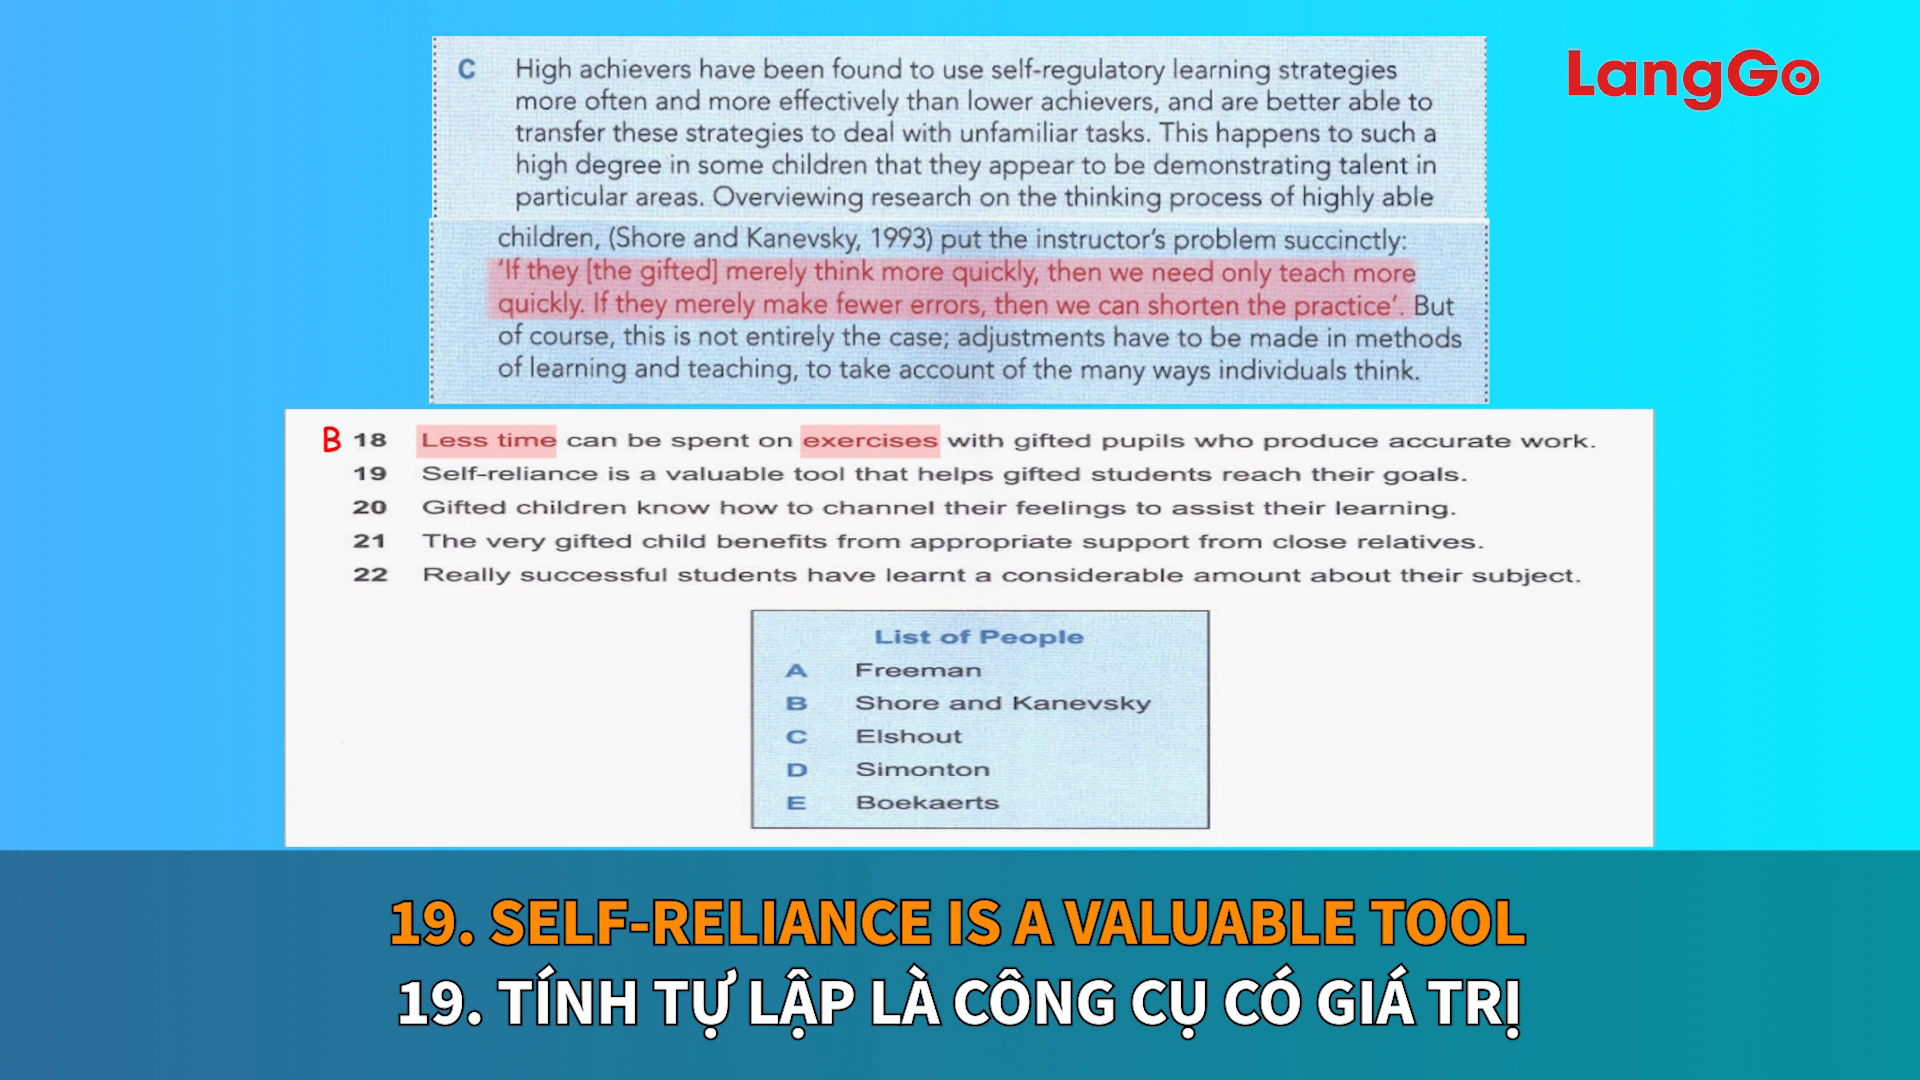 LangGo
C High achievers have been found to use self-regulatory learning strategies
more often and more effectively than lower achievers, and are better able to
transfer these strategies to deal with unfamiliar tasks. This happens to such a
high degree in some children that they appear to be demonstrating talent in
particular areas. Overviewing research on the thinking process of highly able
children, (Shore and Kanevsky, 1993) put the instructor's problem succinctly:
'If they [the gifted] merely think more quickly, then we need only teach more
quickly. If they merely make fewer errors, then we can shorten the practice'. But
of course, this is not entirely the case; adjustments have to be made in methods
of learning and teaching, to take account of the many ways individuals think.
B 18 Less time can be spent on exercises with gifted pupils who produce accurate work.
19 Self-reliance is a valuable tool that helps gifted students reach their goals.
20 Gifted children know how to channel their feelings to assist their learning.
21 The very gifted child benefits from appropriate support from close relatives.
22 Really successful students have learnt a considerable amount about their subject.
List of People
A Freeman
B Shore and Kanevsky
C Elshout
D Simonton
E Boekaerts
19. SELF-RELIANCE IS A VALUABLE TOOL
19. TÍNH TỰ LẬP LÀ CÔNG CỤ CÓ GIÁ TRỊ